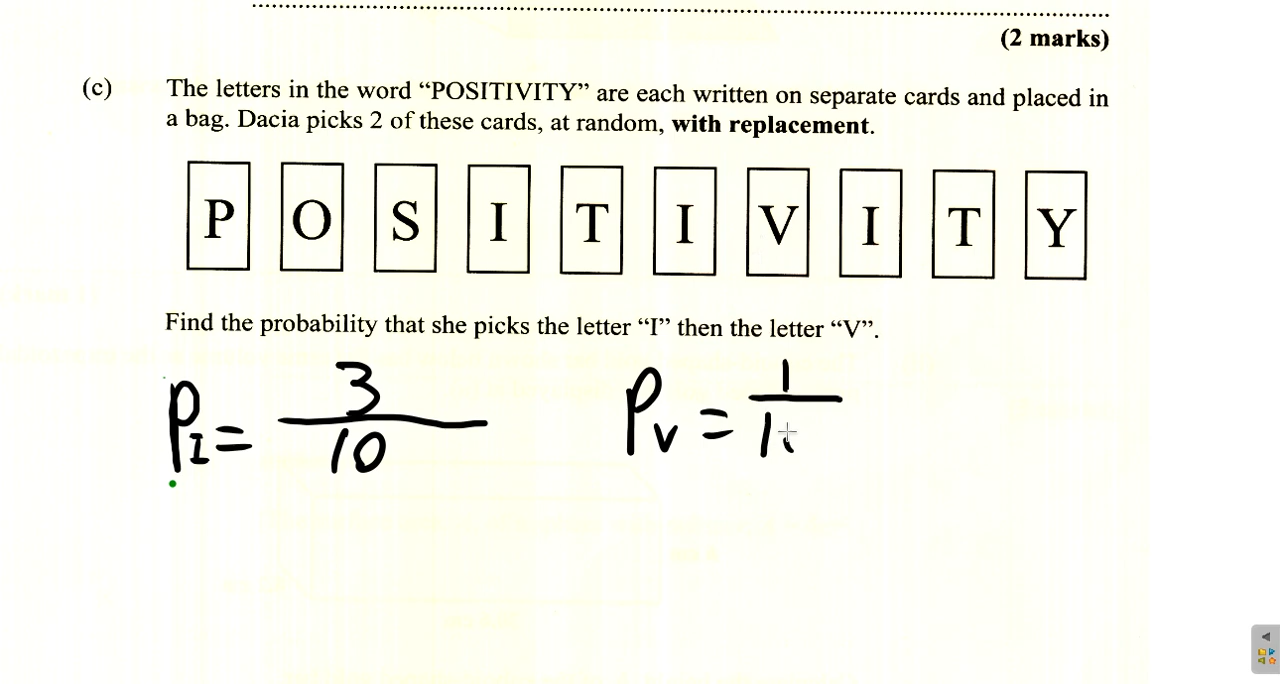 (2 marks)
(c) The letters in the word “POSITIVITY” are each written on separate cards and placed in
a bag. Dacia picks 2 of these cards, at random, with replacement.
P O S I T I V I T Y
Find the probability that she picks the letter “I” then the letter “V”.
P_I = 3/10 P_V = 1/1